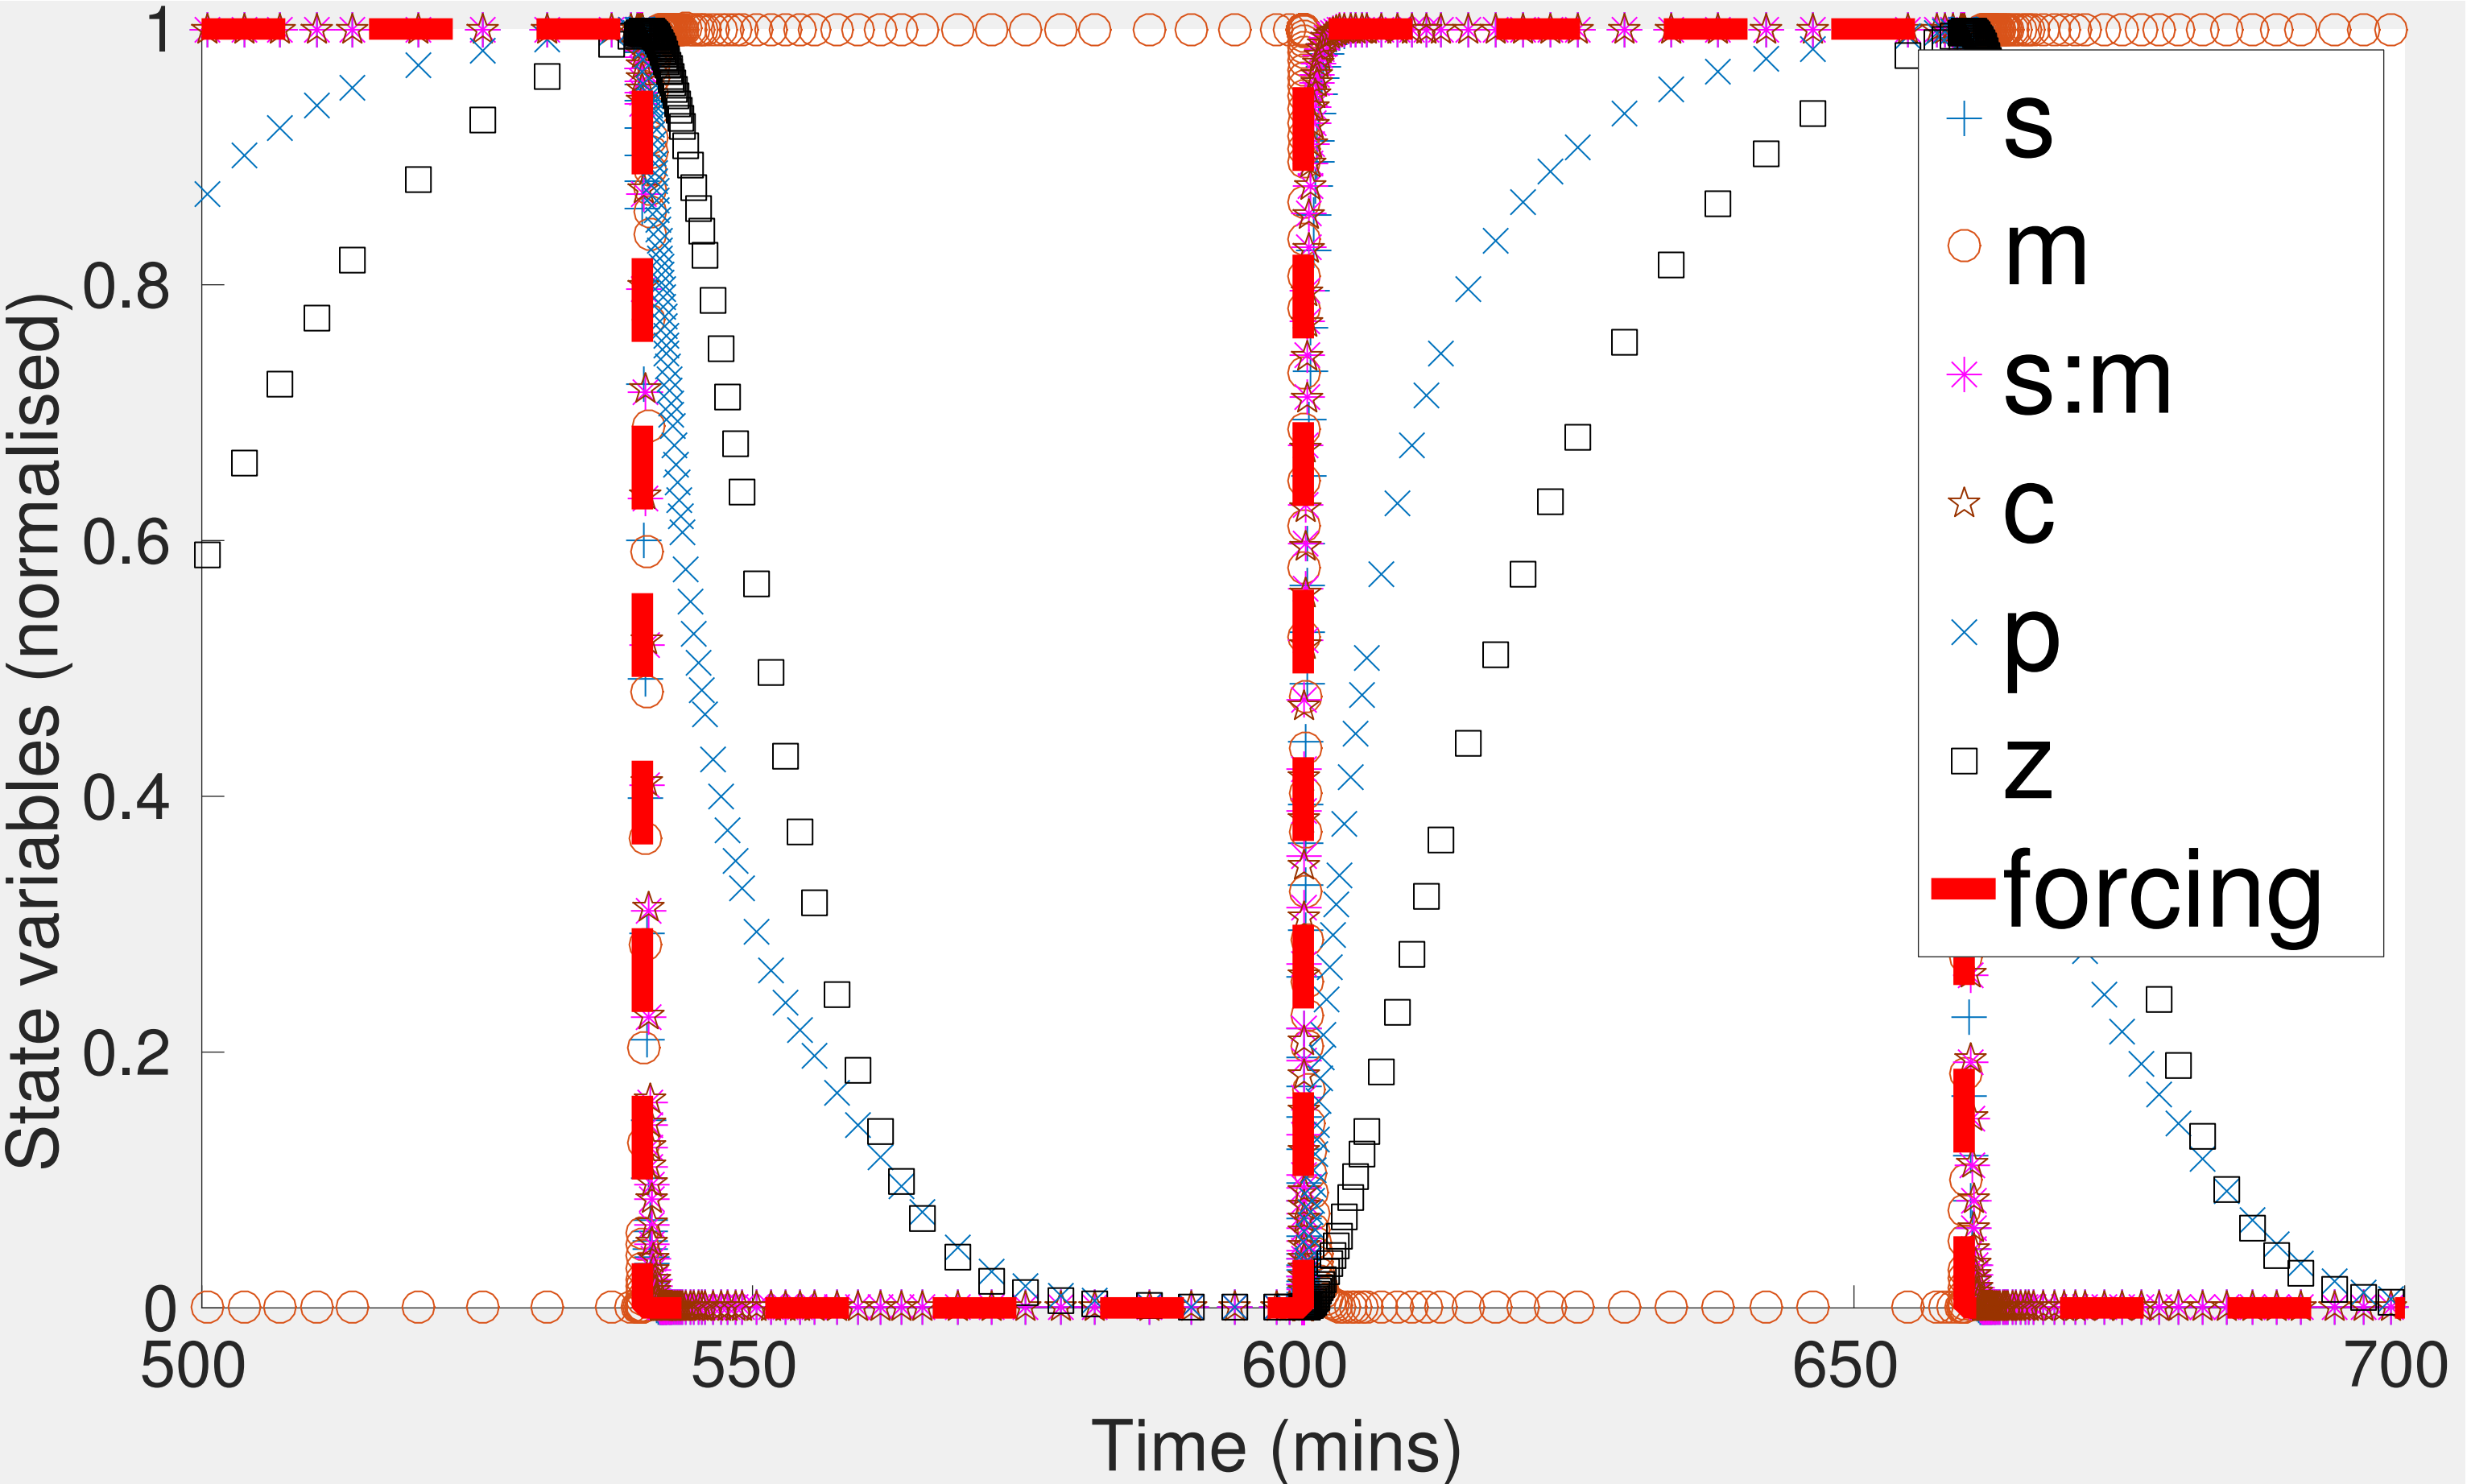 State variables (normalised)
1
0.8
0.6
0.4
0.2
0
500
550
600
650
700
Time (mins)
s
m
s:m
c
p
z
forcing